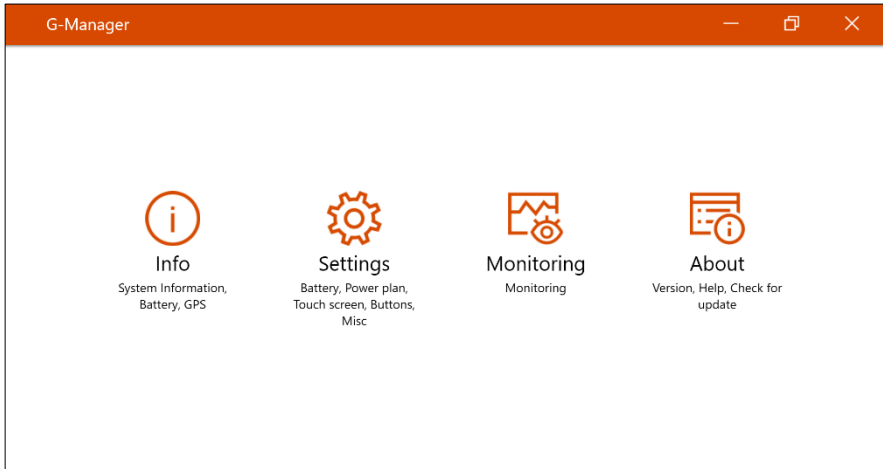 G-Manager
Info
System Information,
Battery, GPS
Settings
Battery, Power plan,
Touch screen, Buttons,
Misc
Monitoring
Monitoring
About
Version, Help, Check for
update